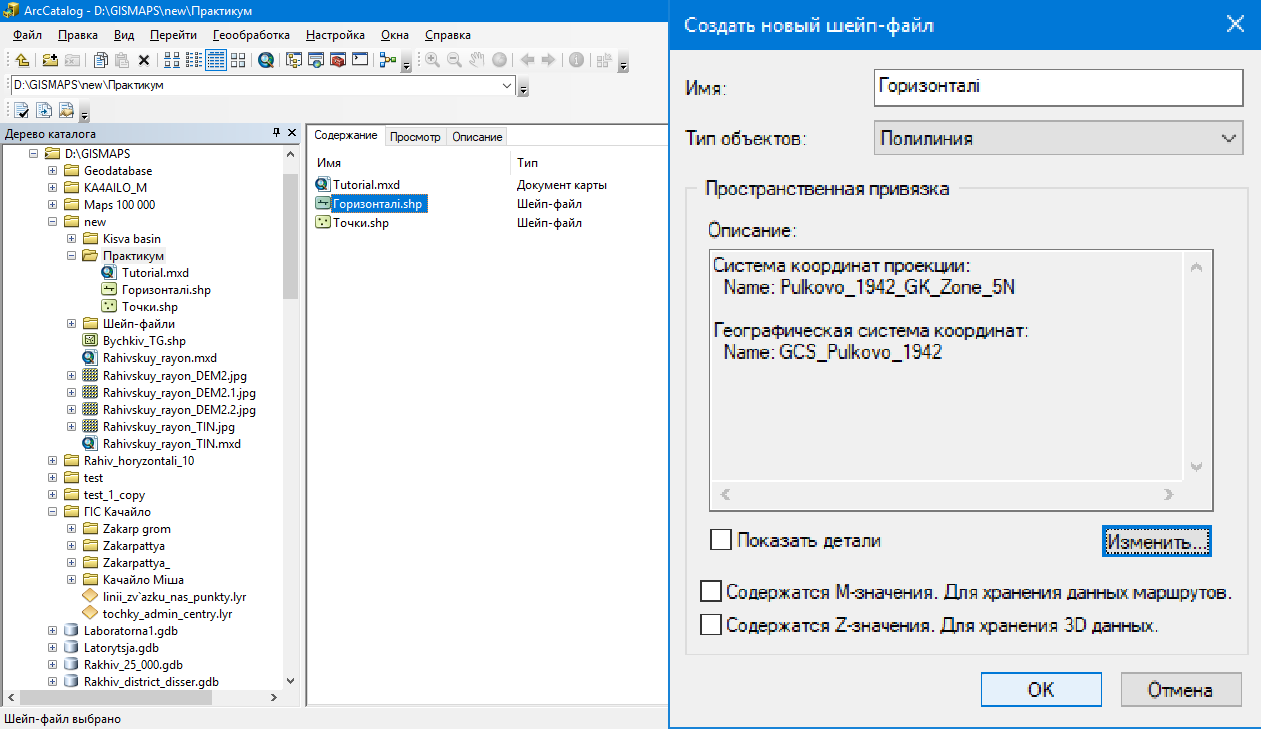 ArcCatalog - D:\GISMAPS\new\Практикум
Файл Правка Вид Перейти Геообработка Настройка Окна Справка
D:\GISMAPS\new\Практикум
Дерево каталога
D:\GISMAPS
Geodatabase
KA4AILO_M
Maps 100 000
new
Kisva basin
Практикум
Tutorial.mxd
Горизонталі.shp
Точки.shp
Шейп-файли
Bychkiv_TG.shp
Rahivskuy_rayon.mxd
Rahivskuy_rayon_DEM2.jpg
Rahivskuy_rayon_DEM2.1.jpg
Rahivskuy_rayon_DEM2.2.jpg
Rahivskuy_rayon_TIN.jpg
Rahivskuy_rayon_TIN.mxd
Rahiv_horyzontali_10
test
test_1_copy
ГІС Качайло
Zakarp grom
Zakarpattya
Zakarpattya_
Качайло Міша
linii_zv`azku_nas_punkty.lyr
tochky_admin_centry.lyr
Laboratorna1.gdb
Latorytsja.gdb
Rakhiv_25_000.gdb
Rakhiv_district_disser.gdb
Шейп-файл выбрано
Содержание Просмотр Описание
Имя Тип
Tutorial.mxd Документ карты
Горизонталі.shp Шейп-файл
Точки.shp Шейп-файл
Создать новый шейп-файл
Имя: Горизонталі
Тип объектов: Полилиния
Пространственная привязка
Описание:
Система координат проекции:
Name: Pulkovo_1942_GK_Zone_5N
Географическая система координат:
Name: GCS_Pulkovo_1942
Показать детали Изменить...
Содержатся M-значения. Для хранения данных маршрутов.
Содержатся Z-значения. Для хранения 3D данных.
OK Отмена